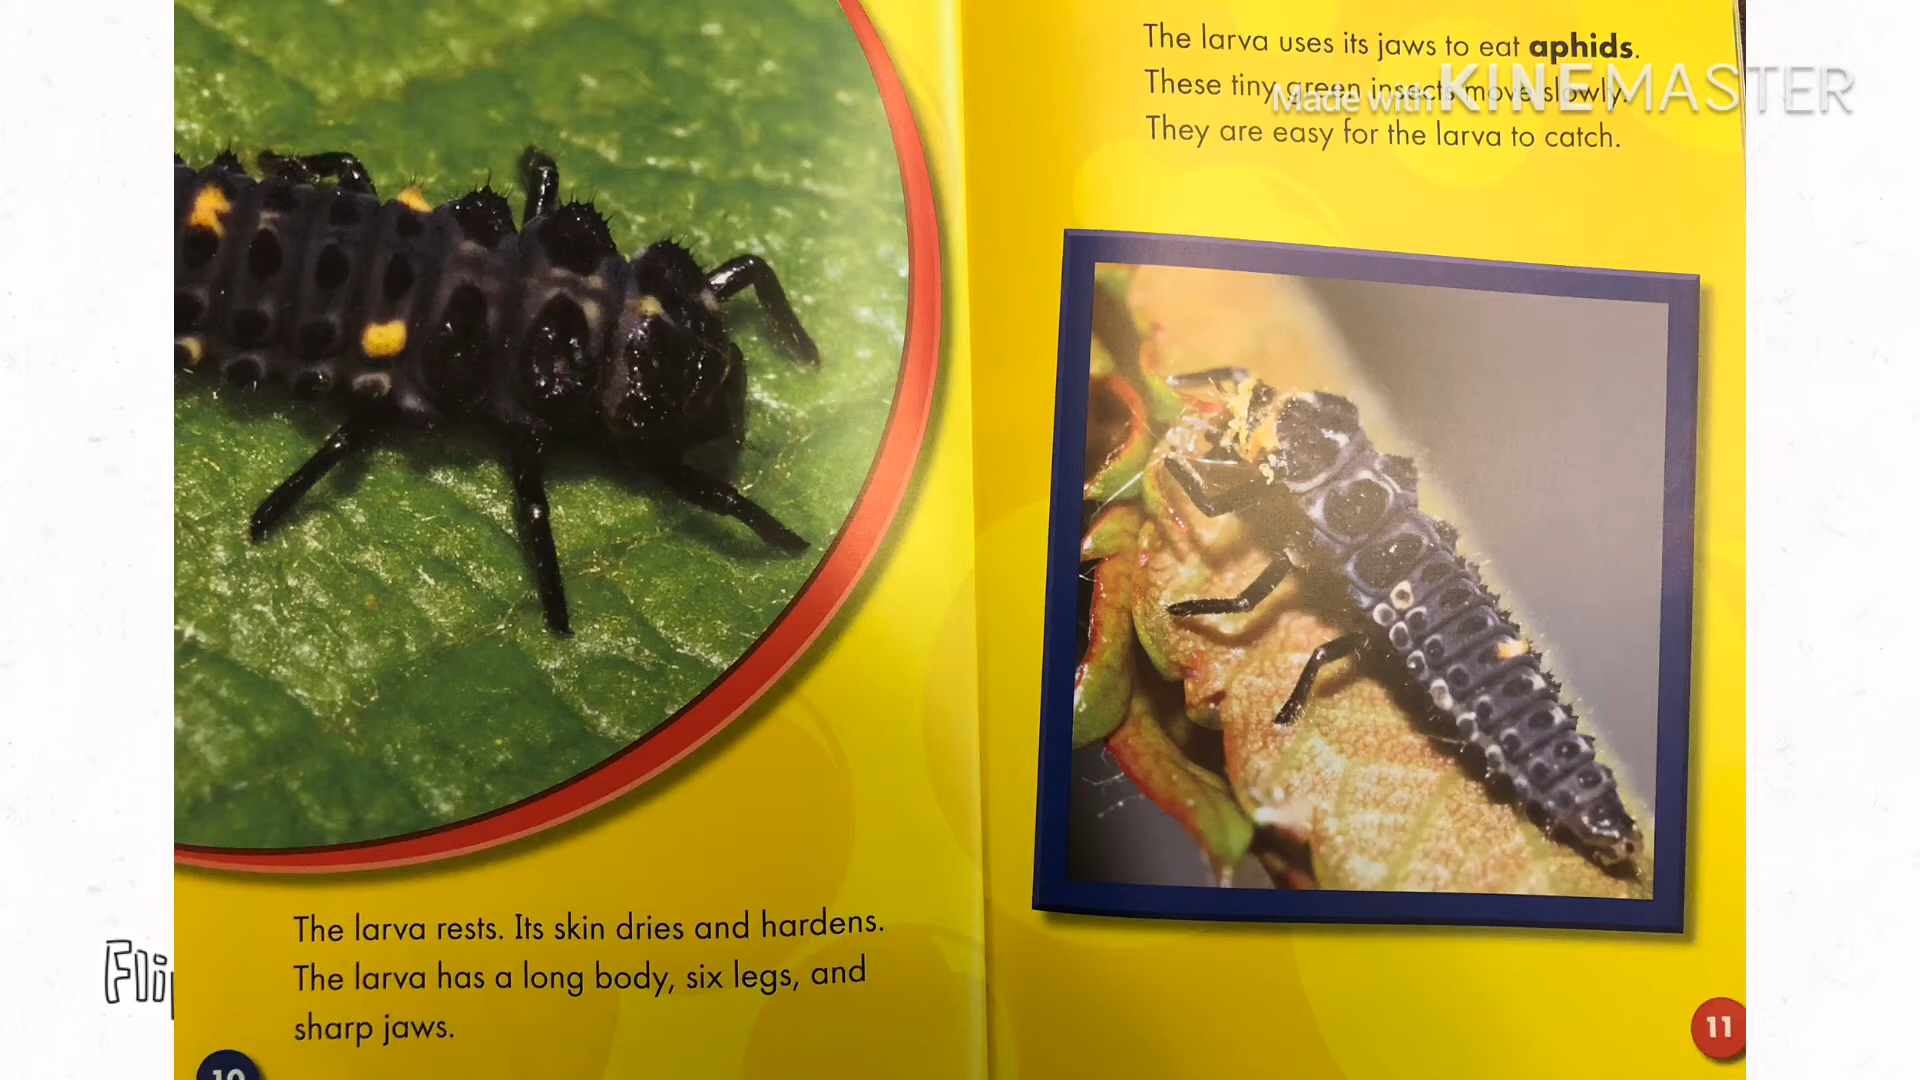 The larva rests. Its skin dries and hardens.
The larva has a long body, six legs, and
sharp jaws.
10
The larva uses its jaws to eat aphids.
These tiny green insects move slowly.
They are easy for the larva to catch.
11
Made with KINEMASTER